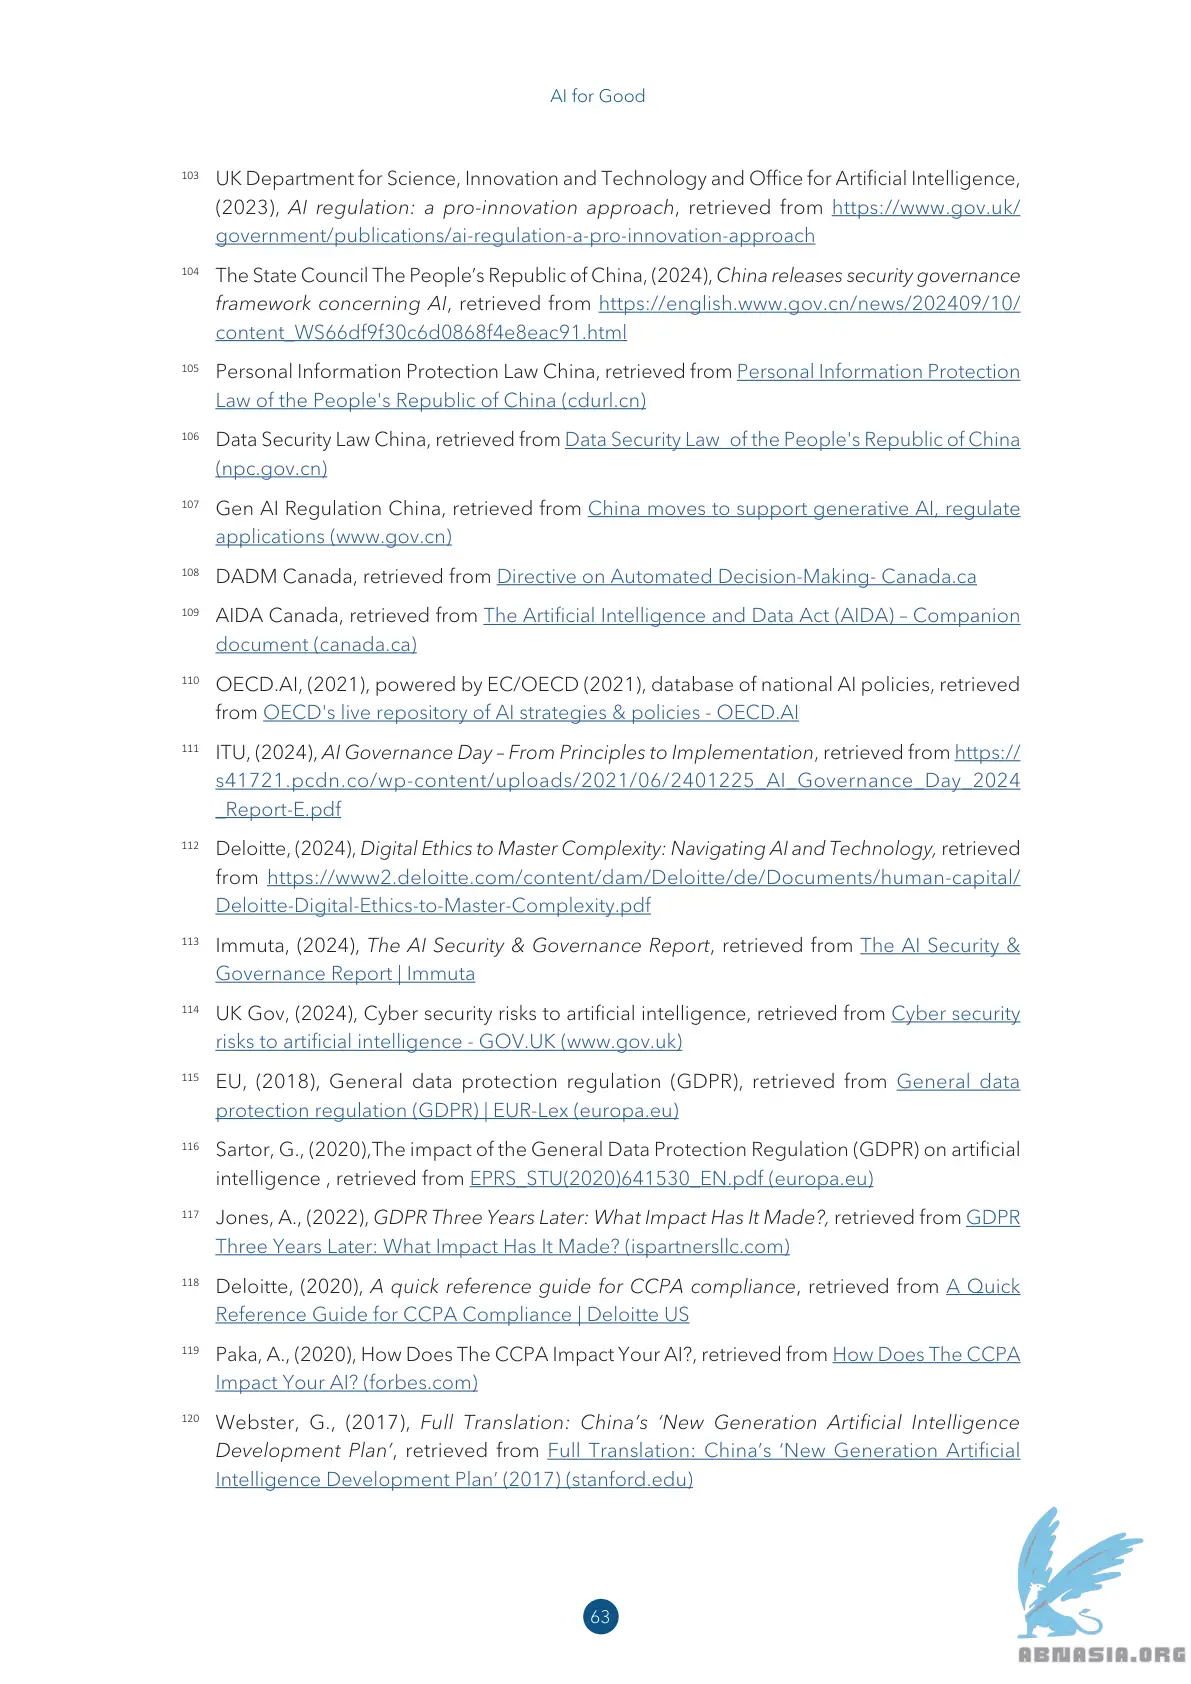 AI for Good
103 UK Department for Science, Innovation and Technology and Office for Artificial Intelligence,
(2023), AI regulation: a pro-innovation approach, retrieved from https://www.gov.uk/
government/publications/ai-regulation-a-pro-innovation-approach
104 The State Council The People’s Republic of China, (2024), China releases security governance
framework concerning AI, retrieved from https://english.www.gov.cn/news/202409/10/
content_WS66df9f30c6d0868f4e8eac91.html
105 Personal Information Protection Law China, retrieved from Personal Information Protection
Law of the People's Republic of China (cdurl.cn)
106 Data Security Law China, retrieved from Data Security Law  of the People's Republic of China
(npc.gov.cn)
107 Gen AI Regulation China, retrieved from China moves to support generative AI, regulate
applications (www.gov.cn)
108 DADM Canada, retrieved from Directive on Automated Decision-Making- Canada.ca
109 AIDA Canada, retrieved from The Artificial Intelligence and Data Act (AIDA) – Companion
document (canada.ca)
110 OECD.AI, (2021), powered by EC/OECD (2021), database of national AI policies, retrieved
from OECD's live repository of AI strategies & policies - OECD.AI
111 ITU, (2024), AI Governance Day – From Principles to Implementation, retrieved from https://
s41721.pcdn.co/wp-content/uploads/2021/06/2401225_AI_Governance_Day_2024
_Report-E.pdf
112 Deloitte, (2024), Digital Ethics to Master Complexity: Navigating AI and Technology, retrieved
from https://www2.deloitte.com/content/dam/Deloitte/de/Documents/human-capital/
Deloitte-Digital-Ethics-to-Master-Complexity.pdf
113 Immuta, (2024), The AI Security & Governance Report, retrieved from The AI Security &
Governance Report | Immuta
114 UK Gov, (2024), Cyber security risks to artificial intelligence, retrieved from Cyber security
risks to artificial intelligence - GOV.UK (www.gov.uk)
115 EU, (2018), General data protection regulation (GDPR), retrieved from General data
protection regulation (GDPR) | EUR-Lex (europa.eu)
116 Sartor, G., (2020),The impact of the General Data Protection Regulation (GDPR) on artificial
intelligence , retrieved from EPRS_STU(2020)641530_EN.pdf (europa.eu)
117 Jones, A., (2022), GDPR Three Years Later: What Impact Has It Made?, retrieved from GDPR
Three Years Later: What Impact Has It Made? (ispartnersllc.com)
118 Deloitte, (2020), A quick reference guide for CCPA compliance, retrieved from A Quick
Reference Guide for CCPA Compliance | Deloitte US
119 Paka, A., (2020), How Does The CCPA Impact Your AI?, retrieved from How Does The CCPA
Impact Your AI? (forbes.com)
120 Webster, G., (2017), Full Translation: China’s ‘New Generation Artificial Intelligence
Development Plan’, retrieved from Full Translation: China’s ‘New Generation Artificial
Intelligence Development Plan’ (2017) (stanford.edu)
63
ABNASIA.ORG